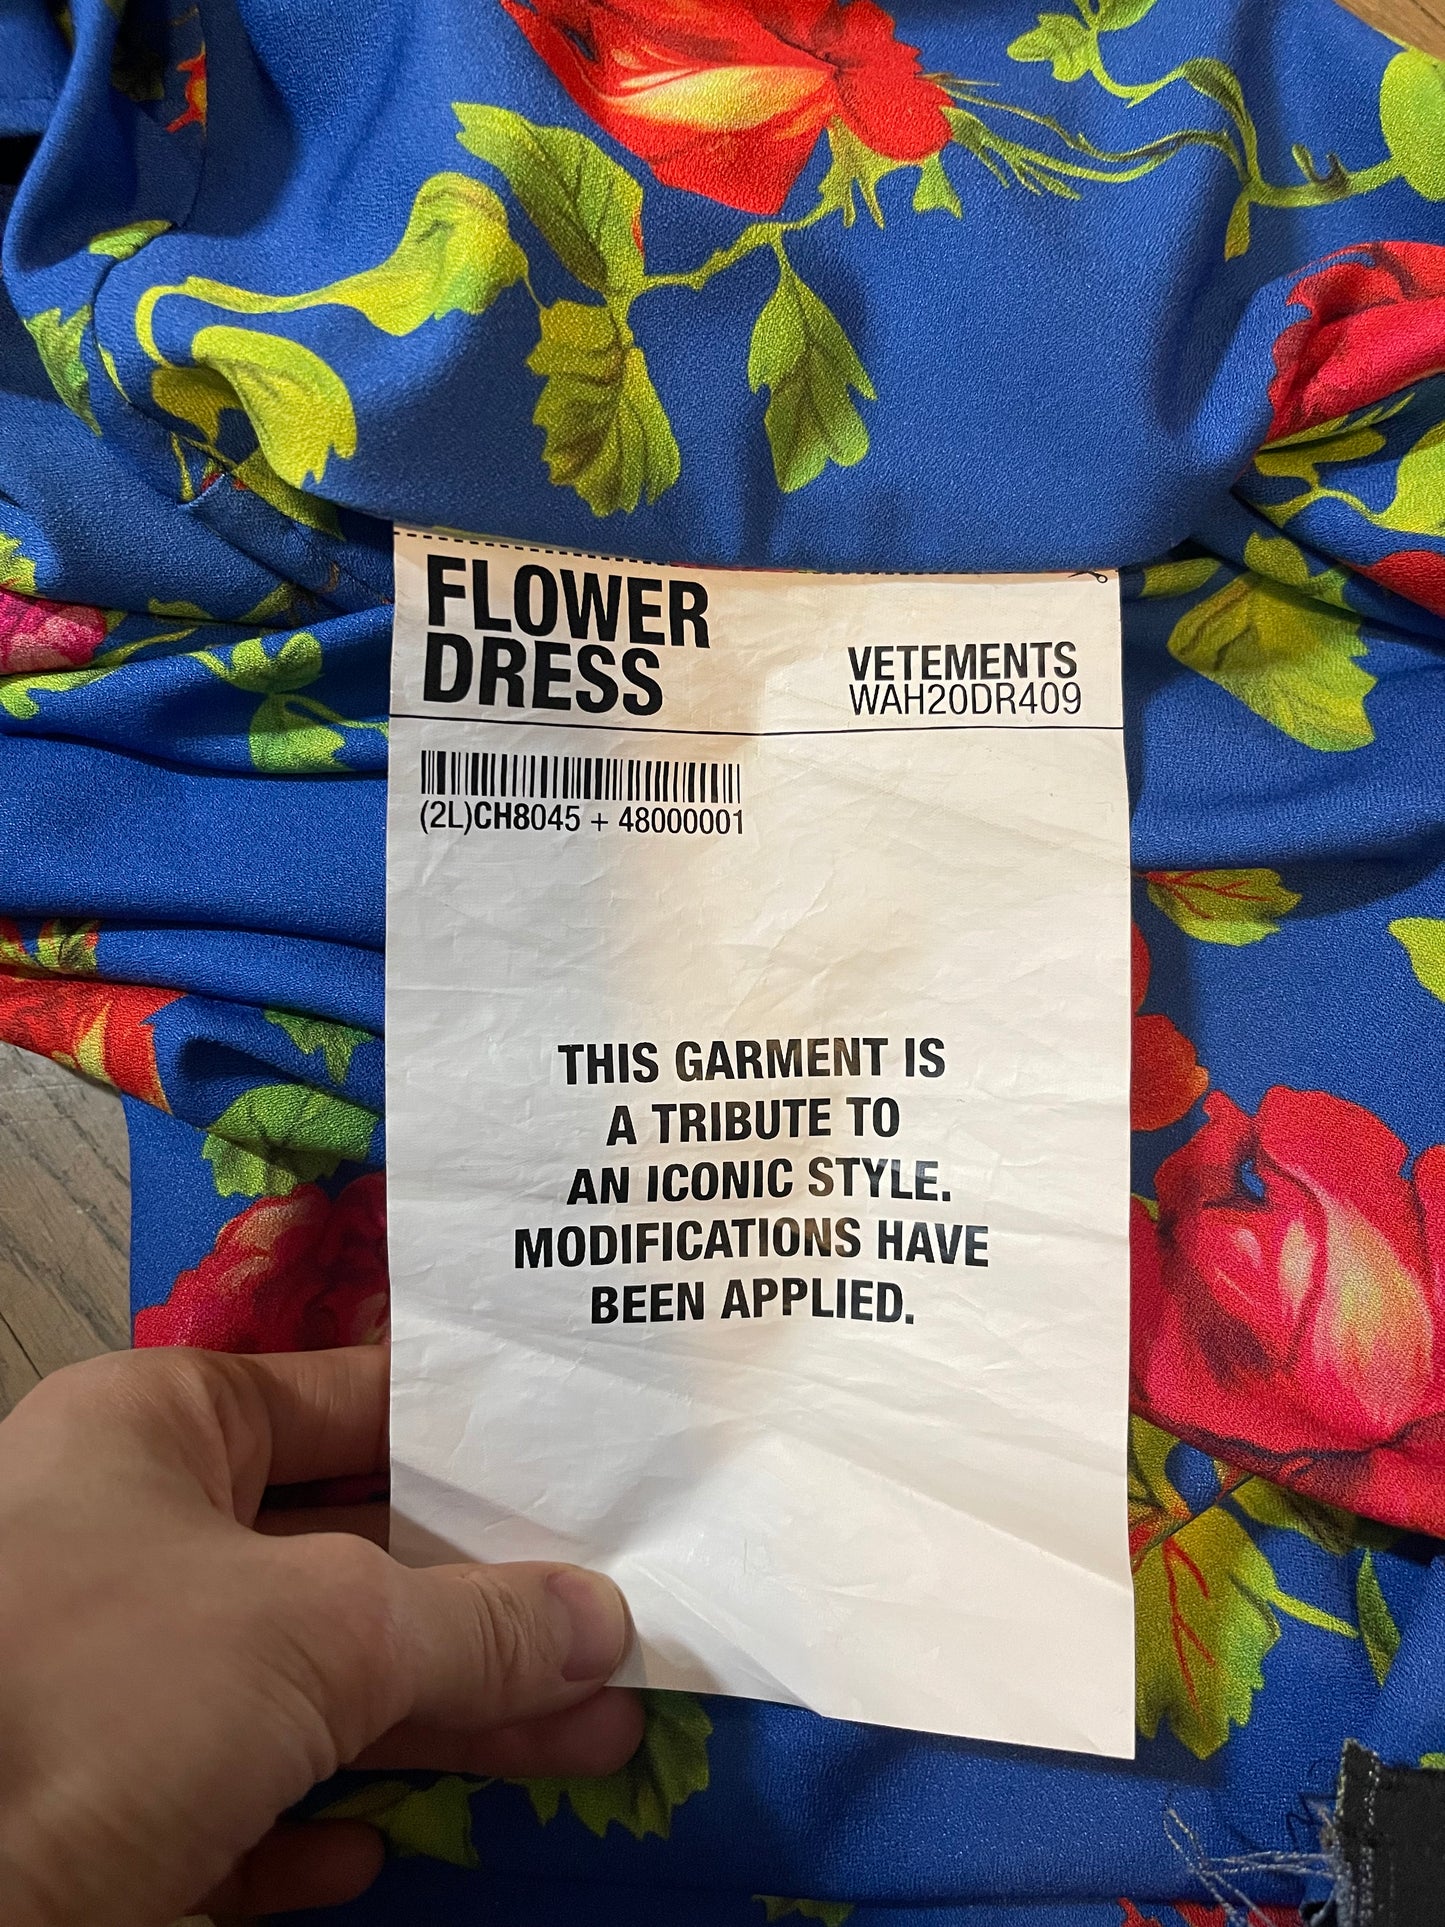 FLOWER
DRESS
VETEMENTS
WAH20DR409
(2L)CH8045 + 48000001
THIS GARMENT IS
A TRIBUTE TO
AN ICONIC STYLE.
MODIFICATIONS HAVE
BEEN APPLIED.